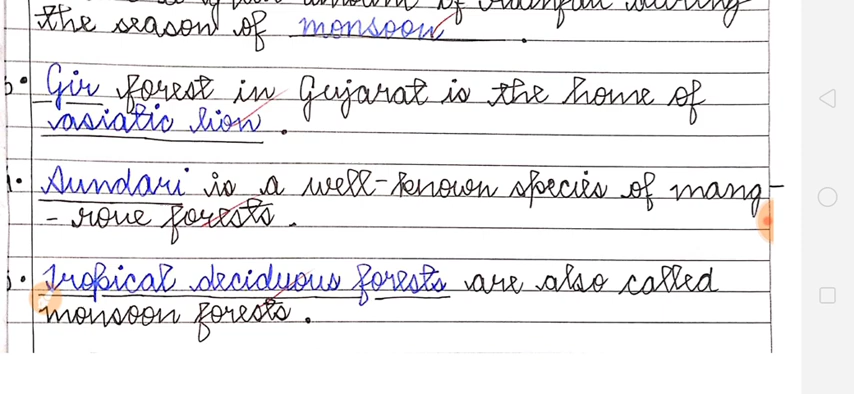 the season of monsoon.
Gir forest in Gujarat is the home of
asiatic lion.
Sundari is a well-known species of mang-
- rove forests.
Tropical deciduous forests are also called
monsoon forests.